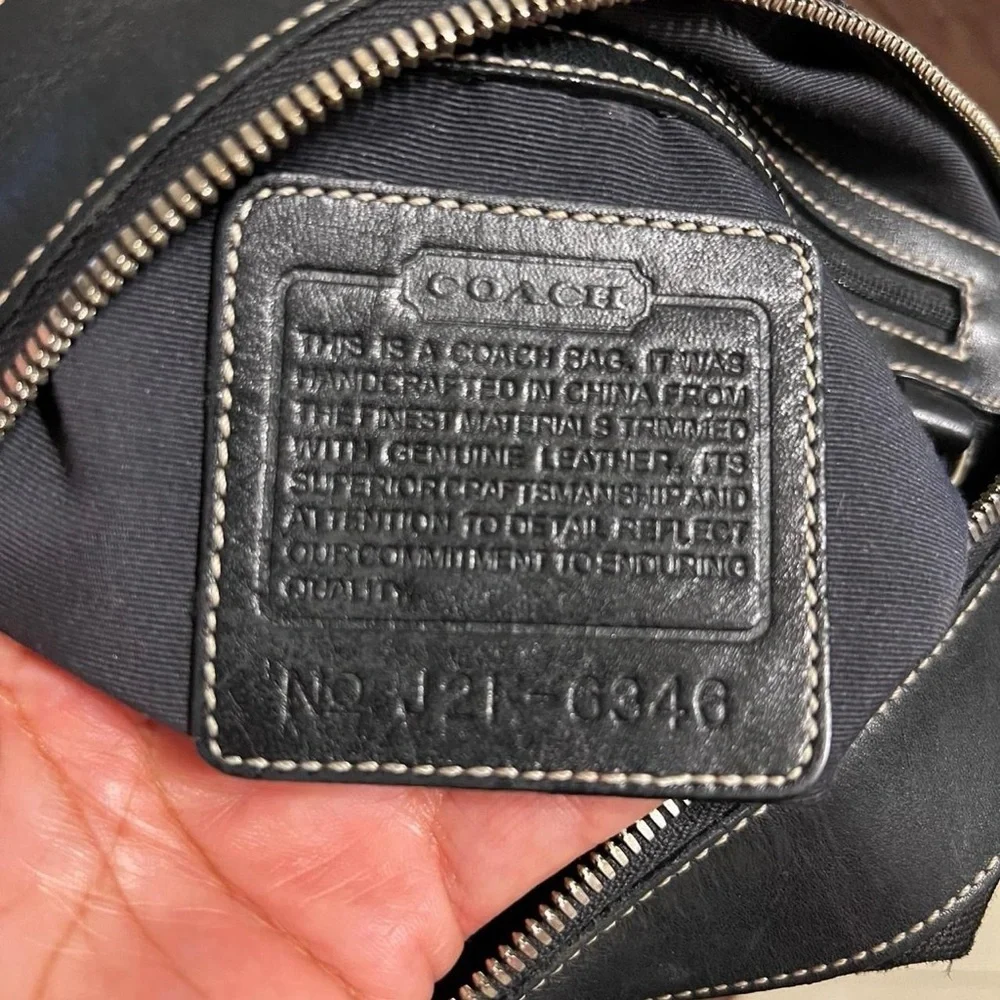 COACH
THIS IS A COACH BAG. IT WAS
HANDCRAFTED IN CHINA FROM
THE FINEST MATERIALS TRIMMED
WITH GENUINE LEATHER. ITS
SUPERIOR CRAFTSMANSHIP AND
ATTENTION TO DETAIL REFLECT
OUR COMMITMENT TO ENDURING
QUALITY.
No J2K-6346